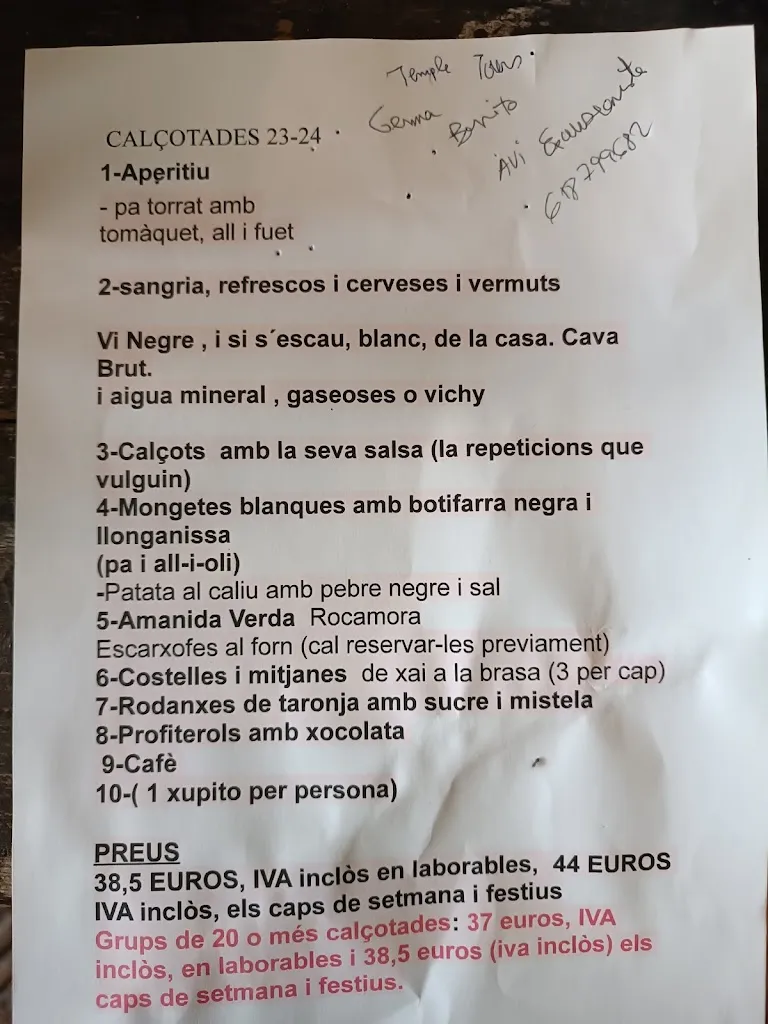 Temple
Germa Bonito
Avi
CALÇOTADES 23-24
1-Aperitiu
- pa torrat amb
tomàquet, all i fuet
2-sangria, refrescos i cerveses i vermuts
Vi Negre , i si s´escau, blanc, de la casa. Cava
Brut.
i aigua mineral , gaseoses o vichy
3-Calçots amb la seva salsa (la repeticions que
vulguin)
4-Mongetes blanques amb botifarra negra i
llonganissa
(pa i all-i-oli)
-Patata al caliu amb pebre negre i sal
5-Amanida Verda Rocamora
Escarxofes al forn (cal reservar-les previament)
6-Costelles i mitjanes de xai a la brasa (3 per cap)
7-Rodanxes de taronja amb sucre i mistela
8-Profiterols amb xocolata
9-Cafè
10-( 1 xupito per persona)
PREUS
38,5 EUROS, IVA inclòs en laborables, 44 EUROS
IVA inclòs, els caps de setmana i festius
Grups de 20 o més calçotades: 37 euros, IVA
inclòs, en laborables i 38,5 euros (iva inclòs) els
caps de setmana i festius.